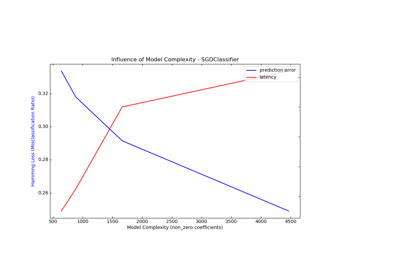 Influence of Model Complexity - SGDClassifier
prediction error
latency
Hamming Loss (Misclassification Ratio)
0.32
0.30
0.28
0.26
500 1000 1500 2000 2500 3000 3500 4000 4500
Model Complexity (non_zero coefficients)